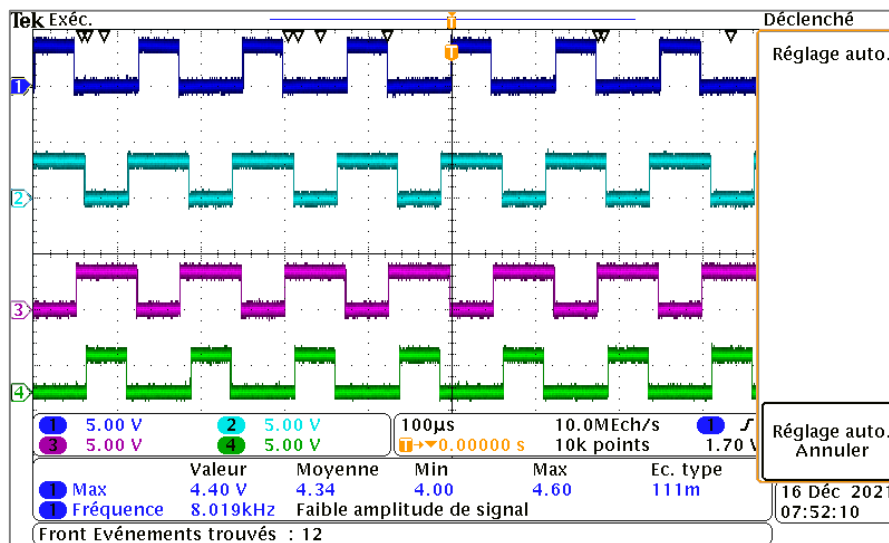 Tek Exéc.
Déclenché
T
T
Réglage auto.
1
2
3
4
1 5.00 V 2 5.00 V
3 5.00 V 4 5.00 V
100µs 10.0MEch/s 1
T→▼0.00000 s 10k points 1.70 V
Réglage auto.
Annuler
Valeur Moyenne Min Max Ec. type
1 Max 4.40 V 4.34 4.00 4.60 111m
1 Fréquence 8.019kHz Faible amplitude de signal
16 Déc 2021
07:52:10
Front Evénements trouvés : 12